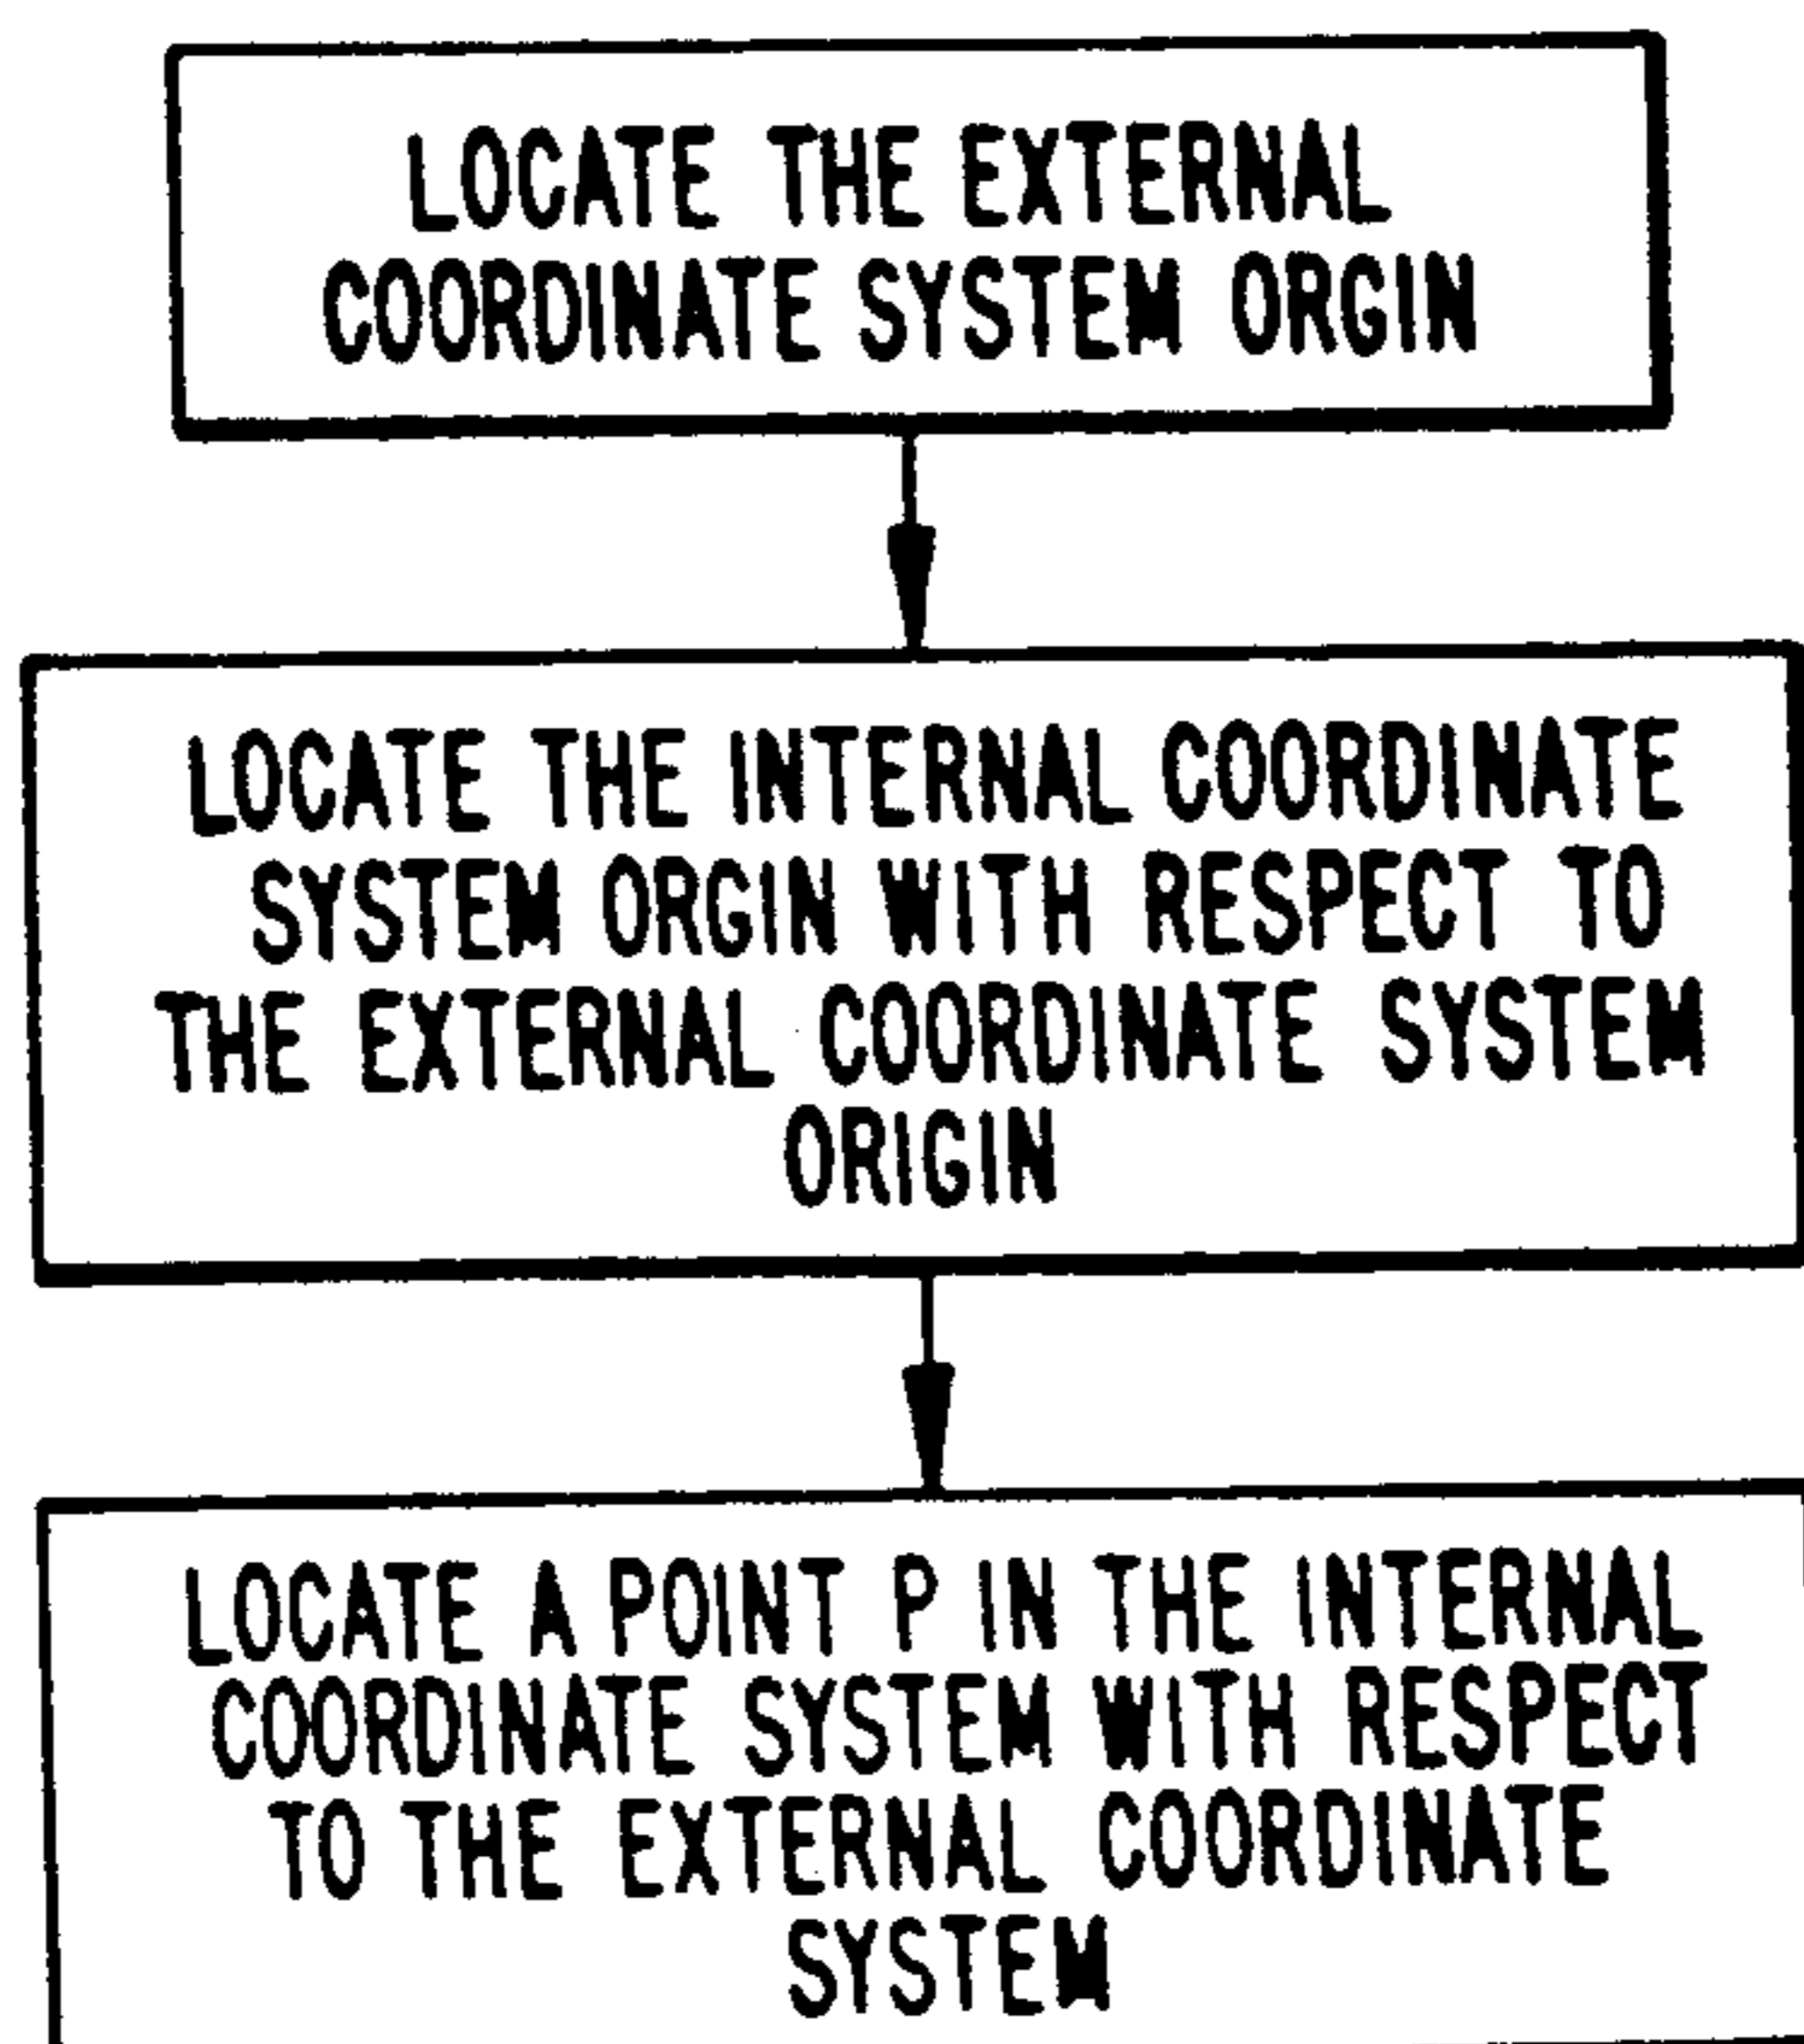 LOCATE THE EXTERNAL
COORDINATE SYSTEM ORGIN
LOCATE THE INTERNAL COORDINATE
SYSTEM ORGIN WITH RESPECT TO
THE EXTERNAL COORDINATE SYSTEM
ORIGIN
LOCATE A POINT P IN THE INTERNAL
COORDINATE SYSTEM WITH RESPECT
TO THE EXTERNAL COORDINATE
SYSTEM